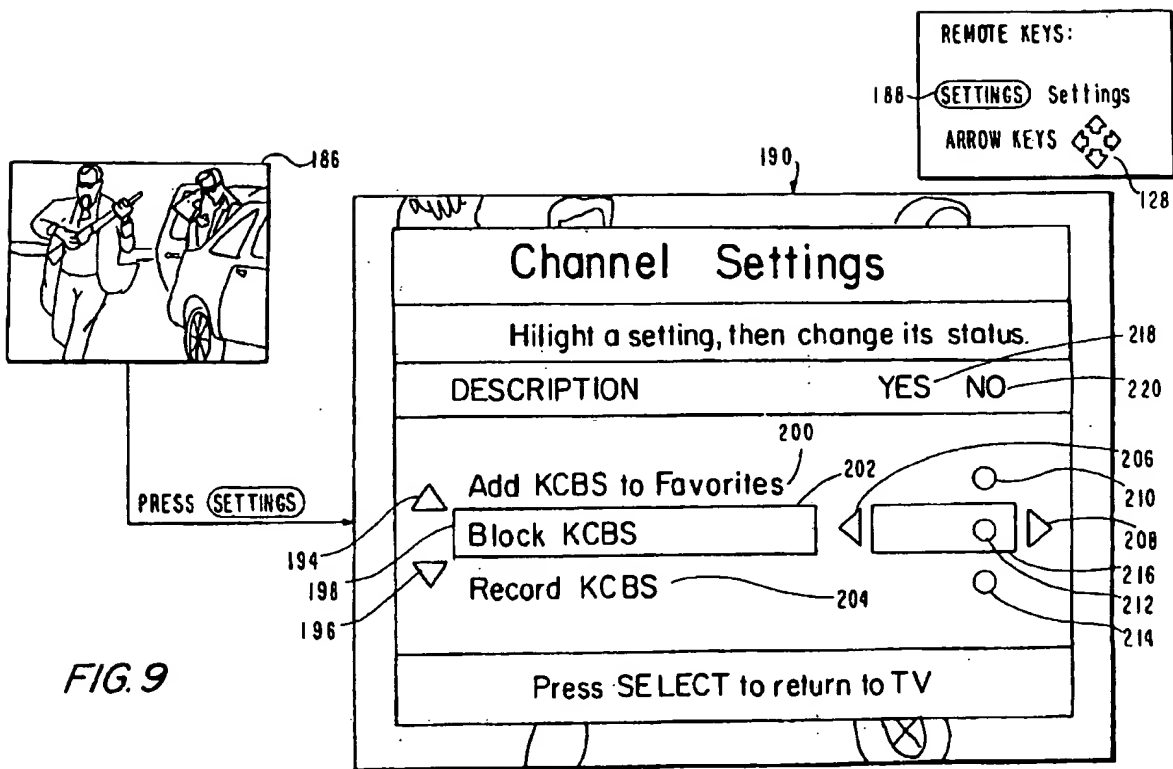 REMOTE KEYS:
188 SETTINGS Settings
ARROW KEYS
128
186
190
Channel Settings
Hilight a setting, then change its status.
218
DESCRIPTION YES NO
220
200
206
202
Add KCBS to Favorites
210
PRESS SETTINGS
Block KCBS
208
194
216
198
212
Record KCBS
204
196
214
FIG. 9
Press SELECT to return to TV